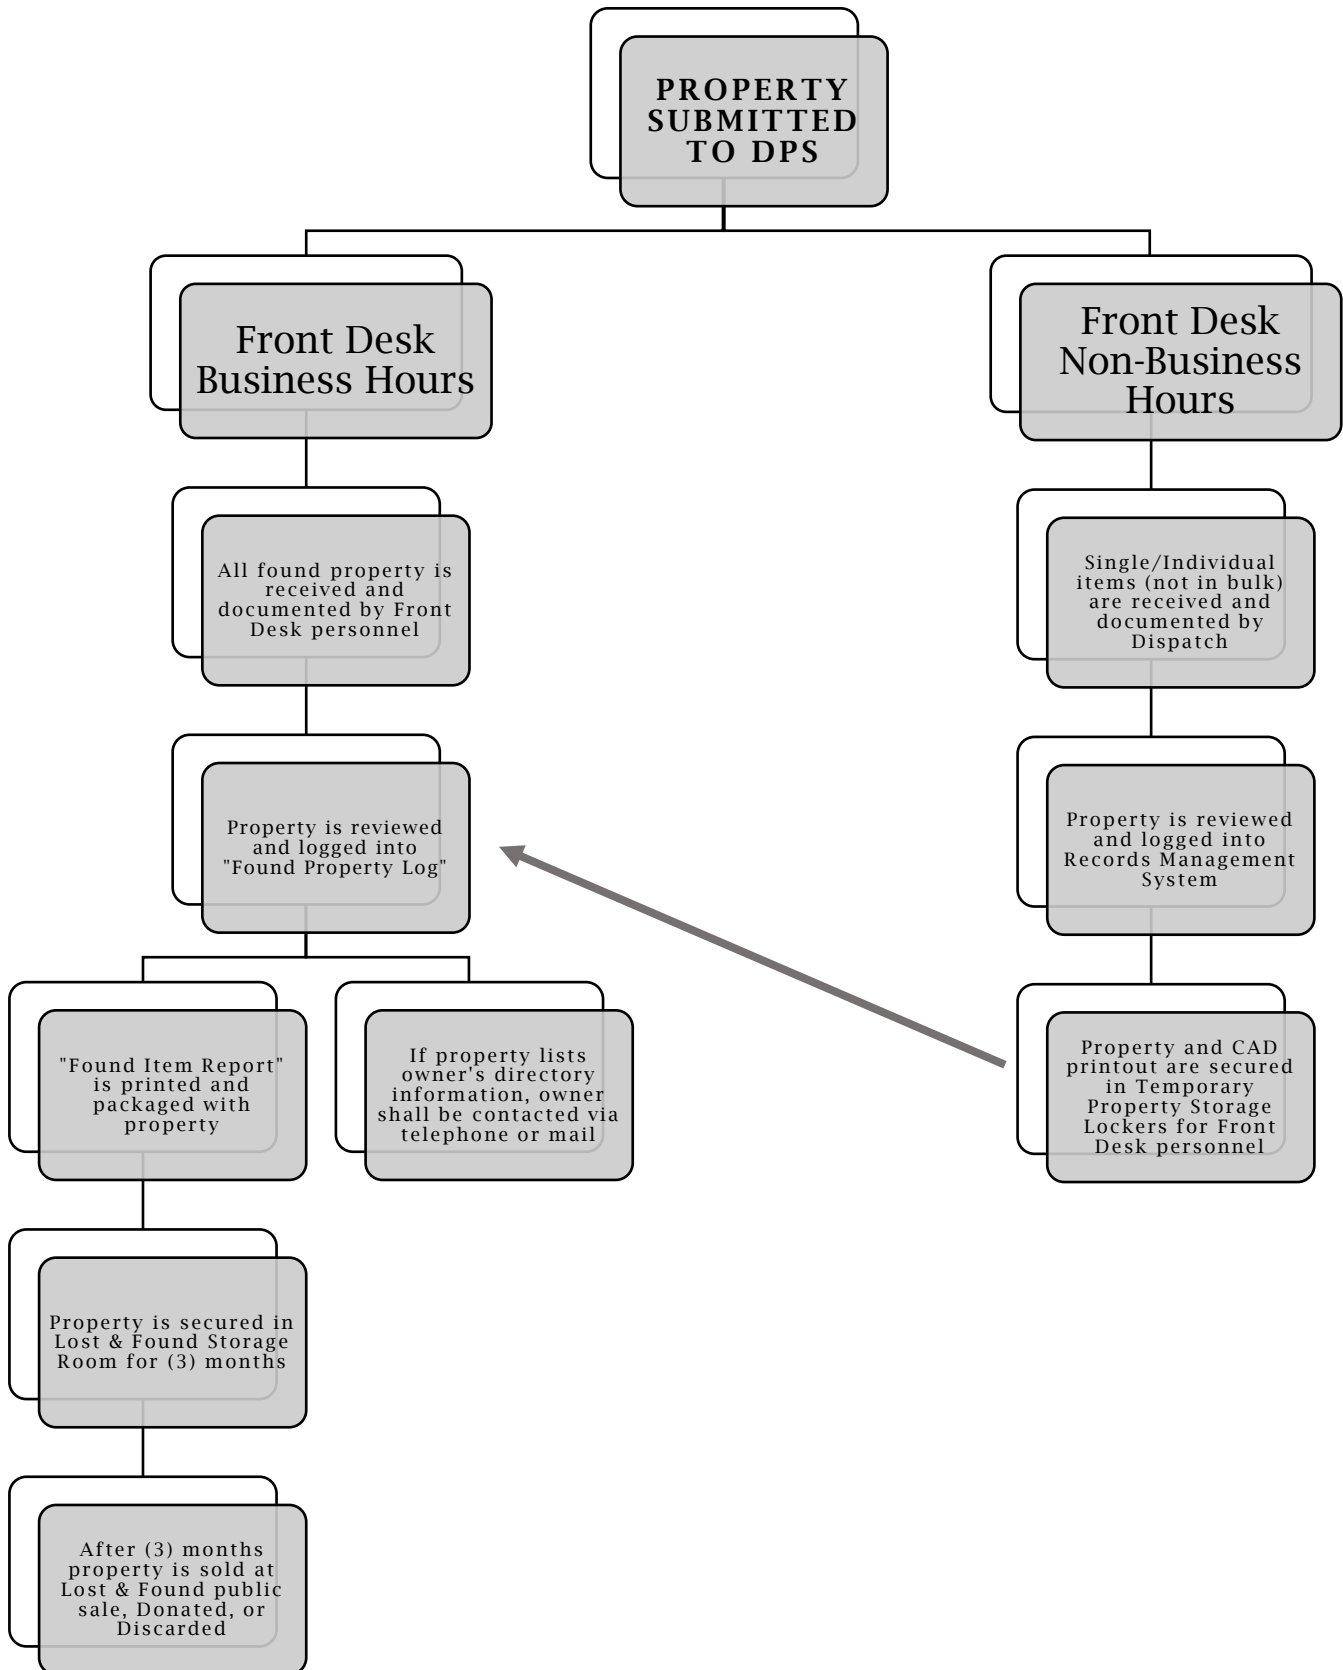 PROPERTY
SUBMITTED
TO DPS
Front Desk
Business Hours
Front Desk
Non-Business
Hours
All found property is
received and
documented by Front
Desk personnel
Single/Individual
items (not in bulk)
are received and
documented by
Dispatch
Property is reviewed
and logged into
"Found Property Log"
Property is reviewed
and logged into
Records Management
System
"Found Item Report"
is printed and
packaged with
property
If property lists
owner's directory
information, owner
shall be contacted via
telephone or mail
Property and CAD
printout are secured
in Temporary
Property Storage
Lockers for Front
Desk personnel
Property is secured in
Lost & Found Storage
Room for (3) months
After (3) months
property is sold at
Lost & Found public
sale, Donated, or
Discarded